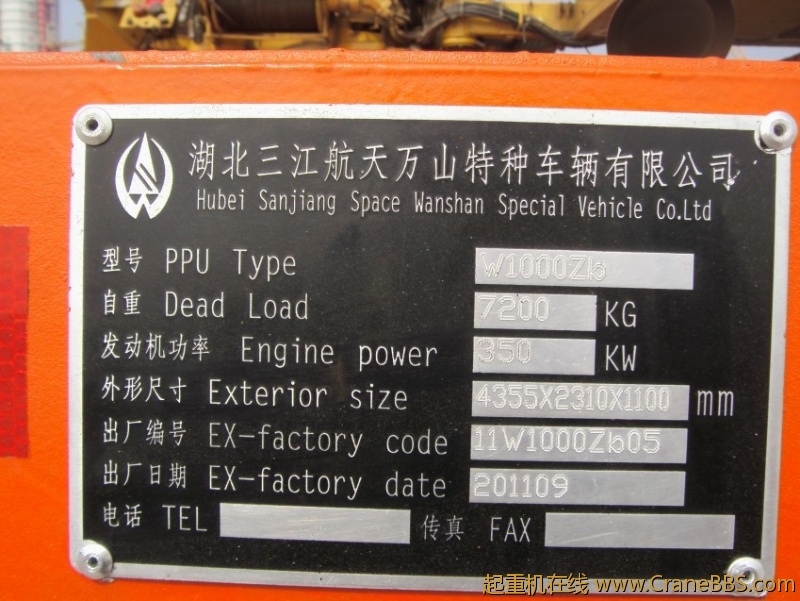 湖北三江航天万山特种车辆有限公司
Hubei Sanjiang Space Wanshan Special Vehicle Co.Ltd
型号 PPU Type W1000Zb
自重 Dead Load 7200 KG
发动机功率 Engine power 350 KW
外形尺寸 Exterior size 4355X2310X1100 mm
出厂编号 EX-factory code 11W1000Zb05
出厂日期 EX-factory date 201109
电话 TEL 传真 FAX
起重机在线 www.CraneBBS.com